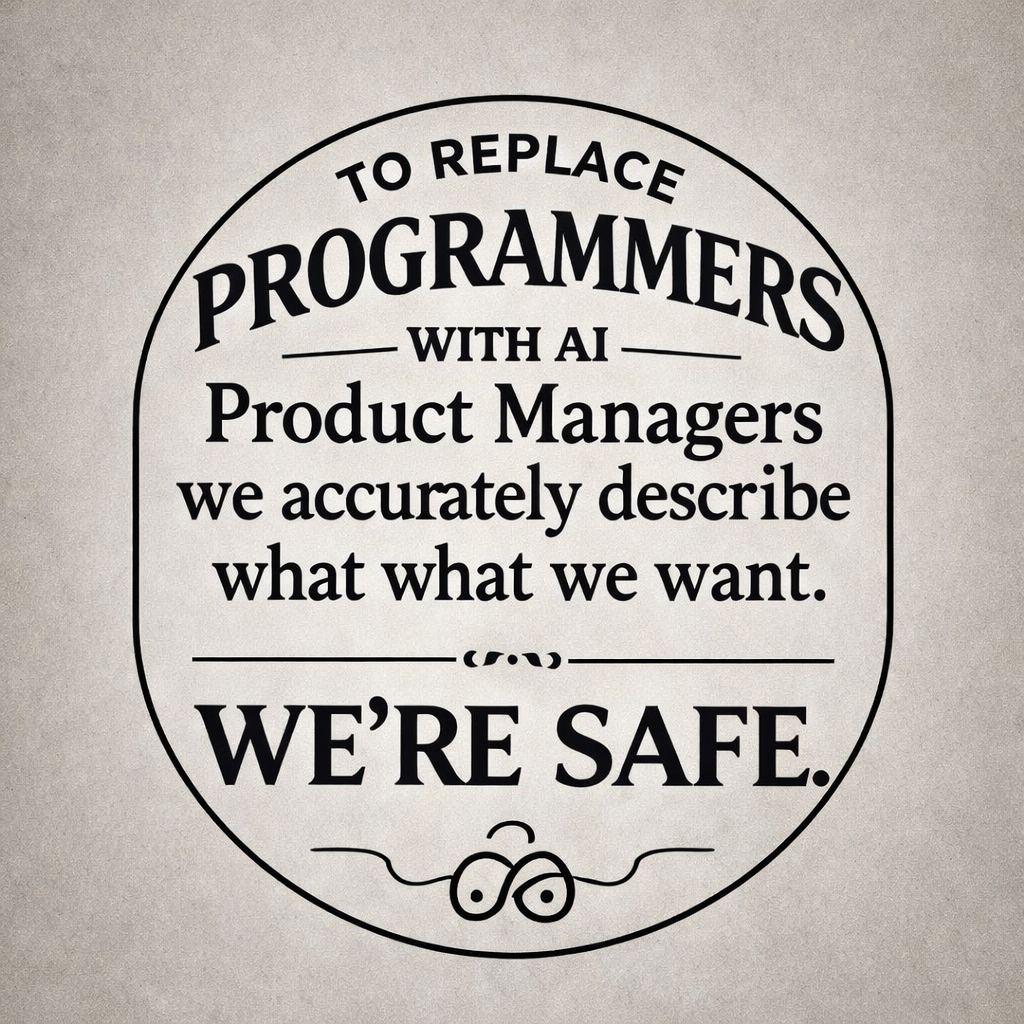 TO REPLACE
PROGRAMMERS
WITH AI
Product Managers
we accurately describe
what what we want.
WE'RE SAFE.